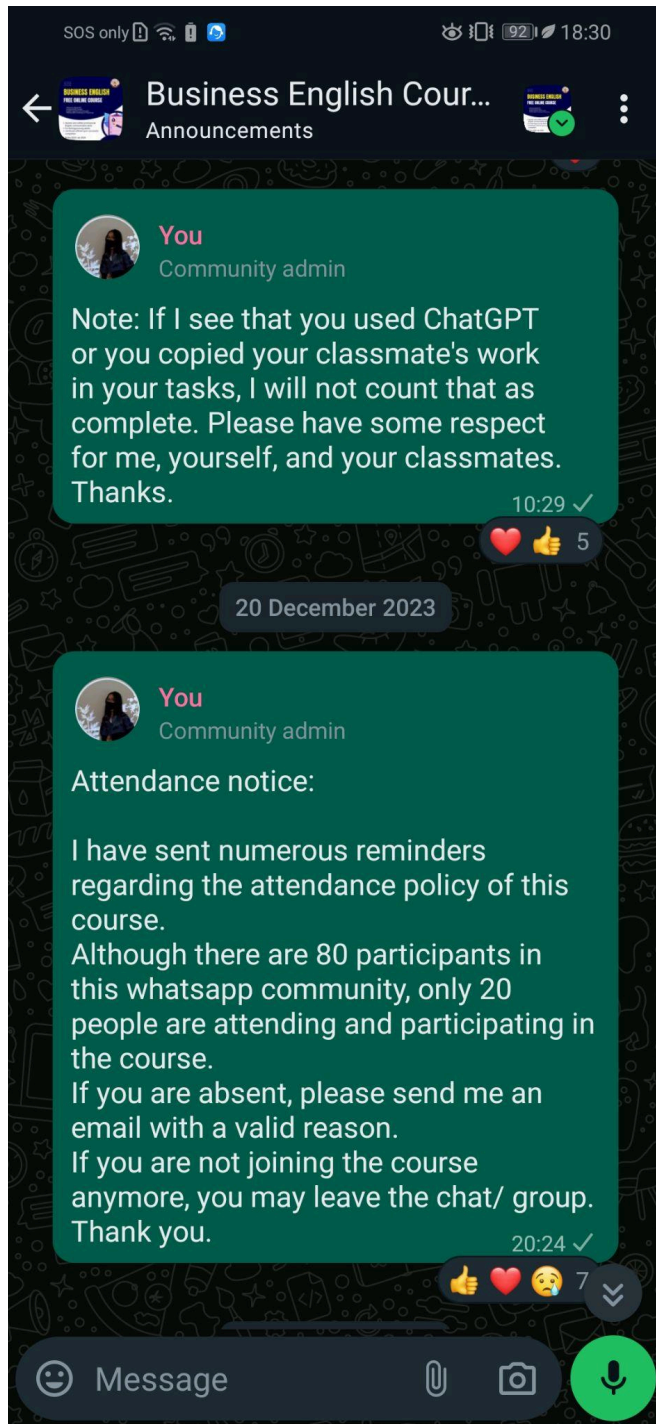 SOS only
92 18:30
BUSINESS ENGLISH
FREE ONLINE COURSE
Business English Cour...
Announcements
BUSINESS ENGLISH
FREE ONLINE COURSE
You
Community admin
Note: If I see that you used ChatGPT
or you copied your classmate's work
in your tasks, I will not count that as
complete. Please have some respect
for me, yourself, and your classmates.
Thanks.
10:29
5
20 December 2023
You
Community admin
Attendance notice:
I have sent numerous reminders
regarding the attendance policy of this
course.
Although there are 80 participants in
this whatsapp community, only 20
people are attending and participating in
the course.
If you are absent, please send me an
email with a valid reason.
If you are not joining the course
anymore, you may leave the chat/ group.
Thank you.
20:24
7
Message